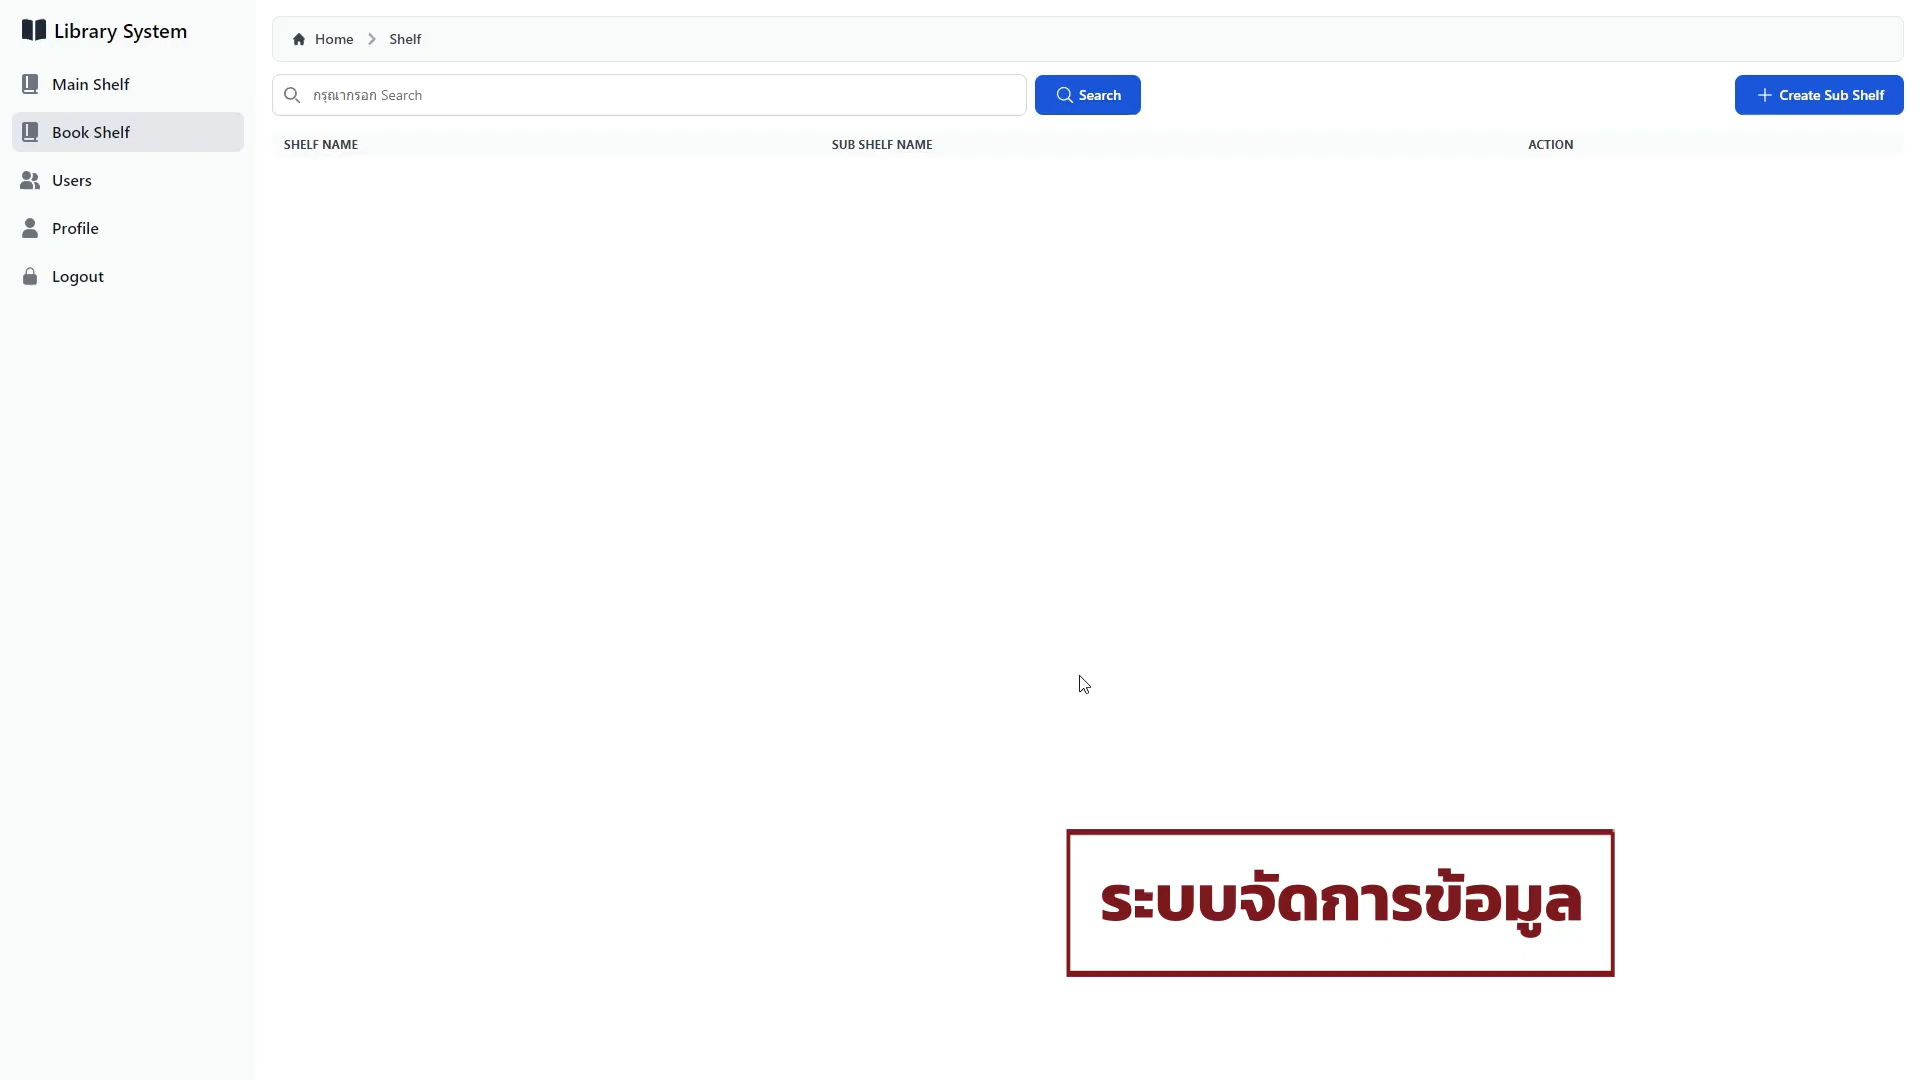 Library System
Main Shelf
Book Shelf
Users
Profile
Logout
Home
Shelf
กรุณากรอก Search
Search
Create Sub Shelf
SHELF NAME
SUB SHELF NAME
ACTION
ระบบจัดการข้อมูล